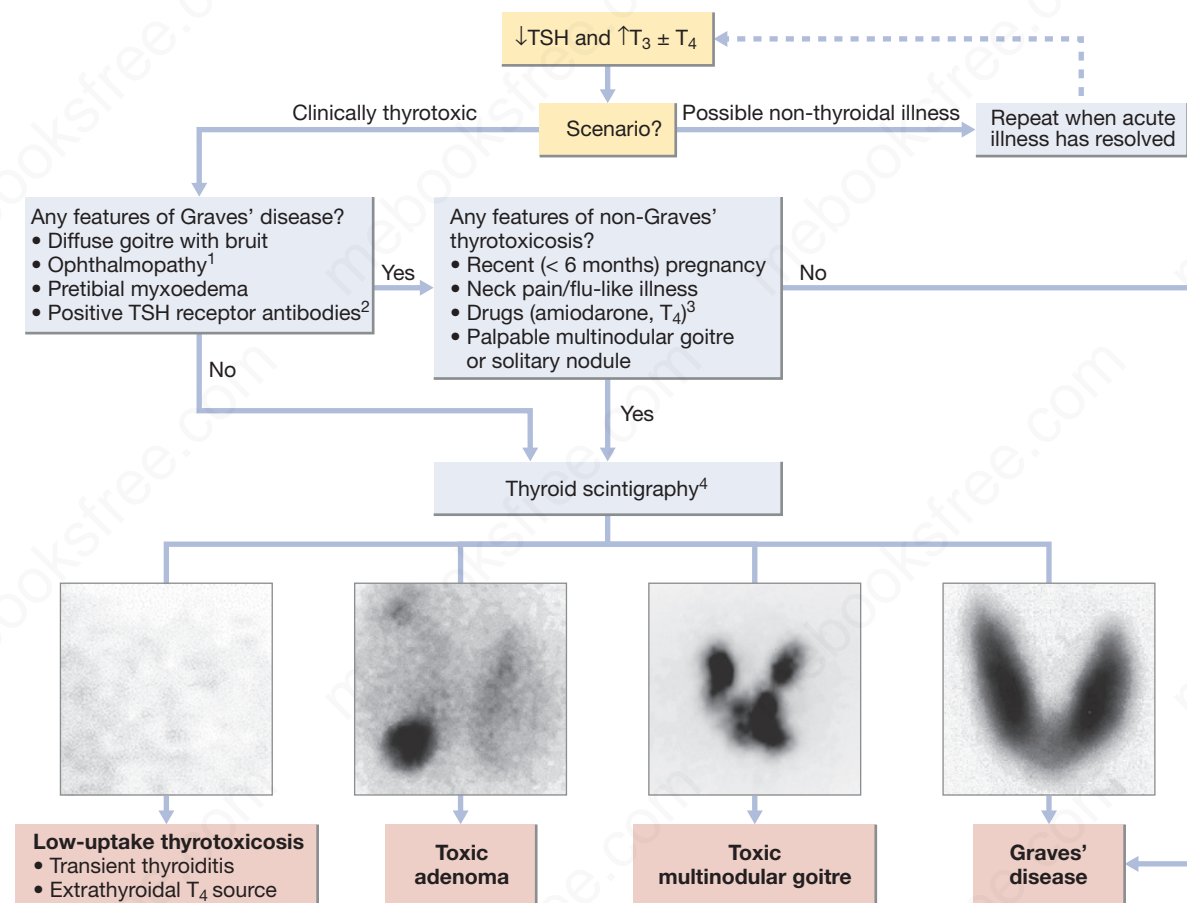 ↓TSH and ↑T₃ ± T₄
Clinically thyrotoxic
Scenario?
Possible non-thyroidal illness
Repeat when acute
illness has resolved
Any features of Graves’ disease?
• Diffuse goitre with bruit
• Ophthalmopathy¹
• Pretibial myxoedema
• Positive TSH receptor antibodies²
Yes
Any features of non-Graves’
thyrotoxicosis?
• Recent (< 6 months) pregnancy
• Neck pain/flu-like illness
• Drugs (amiodarone, T₄)³
• Palpable multinodular goitre
or solitary nodule
No
No
Yes
Thyroid scintigraphy⁴
Low-uptake thyrotoxicosis
• Transient thyroiditis
• Extrathyroidal T₄ source
Toxic
adenoma
Toxic
multinodular goitre
Graves’
disease
mebooksfree.com